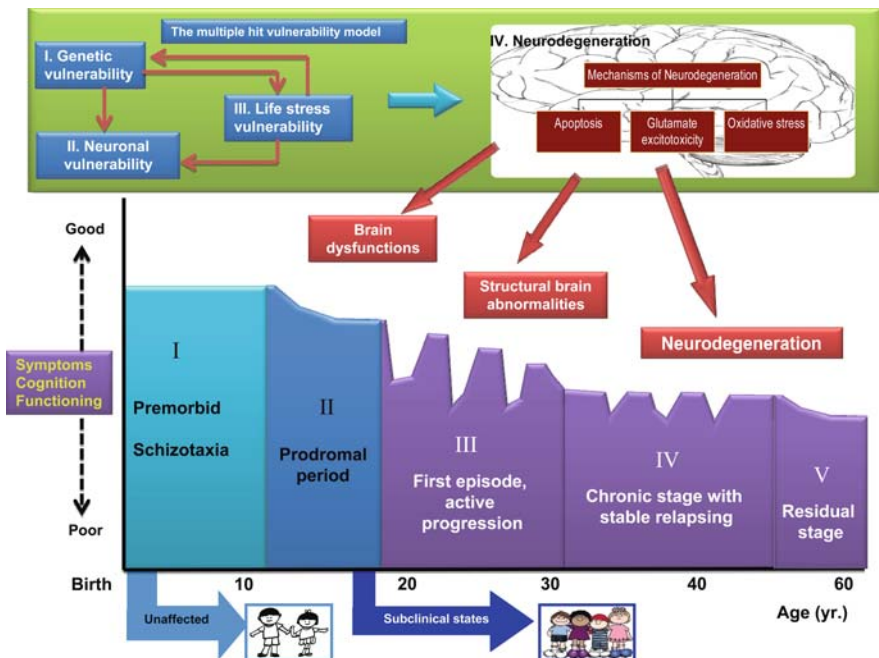 The multiple hit vulnerability model
I. Genetic
vulnerability
III. Life stress
vulnerability
II. Neuronal
vulnerability
IV. Neurodegeneration
Mechanisms of Neurodegeneration
Apoptosis
Glutamate
excitotoxicity
Oxidative stress
Brain
dysfunctions
Structural brain
abnormalities
Neurodegeneration
Good
Symptoms
Cognition
Functioning
Poor
I
Premorbid
Schizotaxia
II
Prodromal
period
III
First episode,
active
progression
IV
Chronic stage with
stable relapsing
V
Residual
stage
Birth 10 20 30 40 60
Age (yr.)
Unaffected
Subclinical states